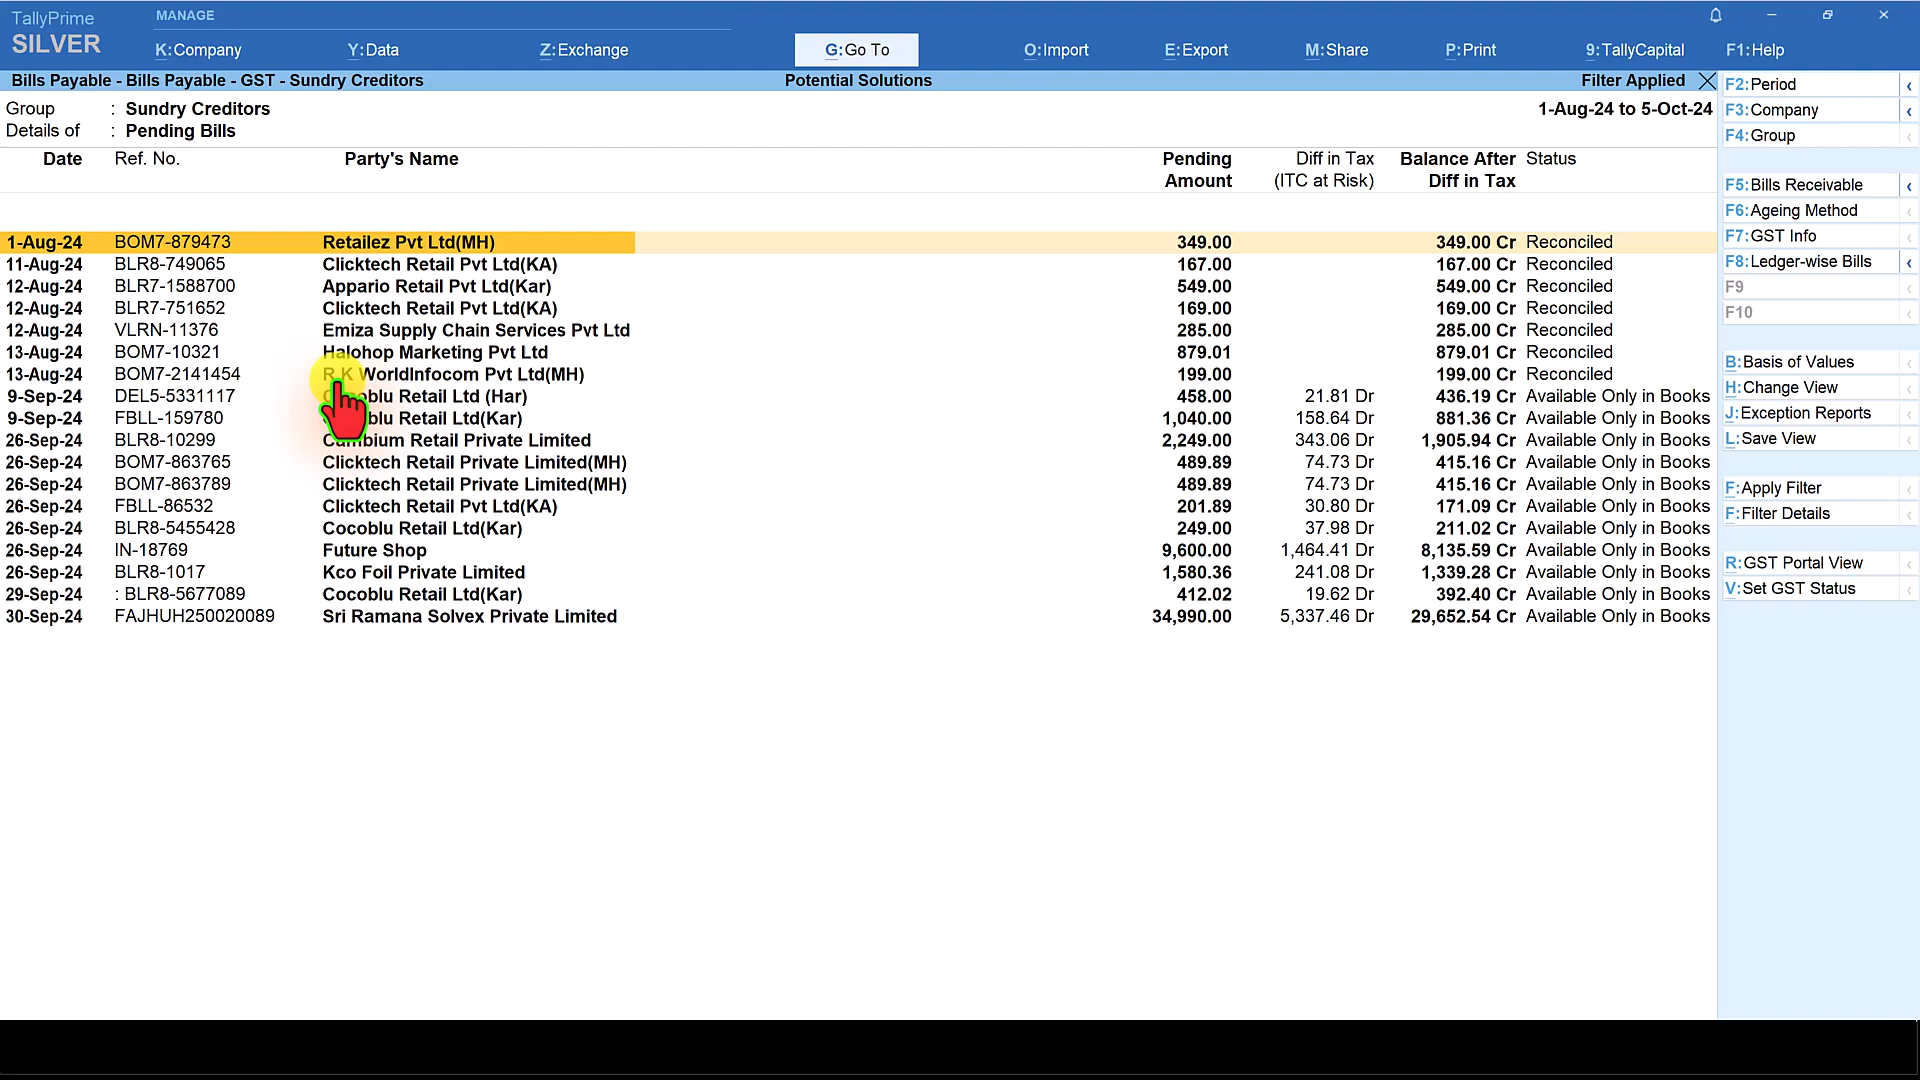 TallyPrime MANAGE
SILVER K:Company Y:Data Z:Exchange G:Go To O:Import E:Export M:Share P:Print 9:TallyCapital F1:Help
Bills Payable - Bills Payable - GST - Sundry Creditors Potential Solutions Filter Applied
Group : Sundry Creditors 1-Aug-24 to 5-Oct-24
Details of : Pending Bills
Date Ref. No. Party's Name Pending Diff in Tax Balance After Status
Amount (ITC at Risk) Diff in Tax
1-Aug-24 BOM7-879473 Retailez Pvt Ltd(MH) 349.00 349.00 Cr Reconciled
11-Aug-24 BLR8-749065 Clicktech Retail Pvt Ltd(KA) 167.00 167.00 Cr Reconciled
12-Aug-24 BLR7-1588700 Appario Retail Pvt Ltd(Kar) 549.00 549.00 Cr Reconciled
12-Aug-24 BLR7-751652 Clicktech Retail Pvt Ltd(KA) 169.00 169.00 Cr Reconciled
12-Aug-24 VLRN-11376 Emiza Supply Chain Services Pvt Ltd 285.00 285.00 Cr Reconciled
13-Aug-24 BOM7-10321 Halohop Marketing Pvt Ltd 879.01 879.01 Cr Reconciled
13-Aug-24 BOM7-2141454 R K WorldInfocom Pvt Ltd(MH) 199.00 199.00 Cr Reconciled
9-Sep-24 DEL5-5331117 Cocoblu Retail Ltd (Har) 458.00 21.81 Dr 436.19 Cr Available Only in Books
9-Sep-24 FBLL-159780 Cocoblu Retail Ltd(Kar) 1,040.00 158.64 Dr 881.36 Cr Available Only in Books
26-Sep-24 BLR8-10299 Cambium Retail Private Limited 2,249.00 343.06 Dr 1,905.94 Cr Available Only in Books
26-Sep-24 BOM7-863765 Clicktech Retail Private Limited(MH) 489.89 74.73 Dr 415.16 Cr Available Only in Books
26-Sep-24 BOM7-863789 Clicktech Retail Private Limited(MH) 489.89 74.73 Dr 415.16 Cr Available Only in Books
26-Sep-24 FBLL-86532 Clicktech Retail Pvt Ltd(KA) 201.89 30.80 Dr 171.09 Cr Available Only in Books
26-Sep-24 BLR8-5455428 Cocoblu Retail Ltd(Kar) 249.00 37.98 Dr 211.02 Cr Available Only in Books
26-Sep-24 IN-18769 Future Shop 9,600.00 1,464.41 Dr 8,135.59 Cr Available Only in Books
26-Sep-24 BLR8-1017 Kco Foil Private Limited 1,580.36 241.08 Dr 1,339.28 Cr Available Only in Books
29-Sep-24 : BLR8-5677089 Cocoblu Retail Ltd(Kar) 412.02 19.62 Dr 392.40 Cr Available Only in Books
30-Sep-24 FAJHUH250020089 Sri Ramana Solvex Private Limited 34,990.00 5,337.46 Dr 29,652.54 Cr Available Only in Books
F2:Period
F3:Company
F4:Group
F5:Bills Receivable
F6:Ageing Method
F7:GST Info
F8:Ledger-wise Bills
F9
F10
B:Basis of Values
H:Change View
J:Exception Reports
L:Save View
F:Apply Filter
F:Filter Details
R:GST Portal View
V:Set GST Status